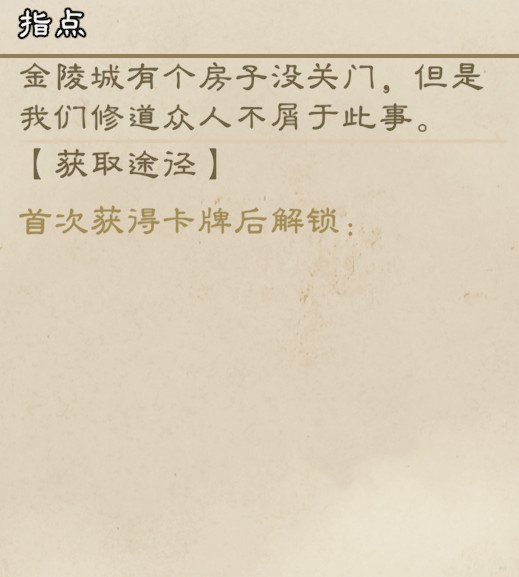 指点
金陵城有个房子没关门，但是
我们修道众人不屑于此事。
【获取途径】
首次获得卡牌后解锁：